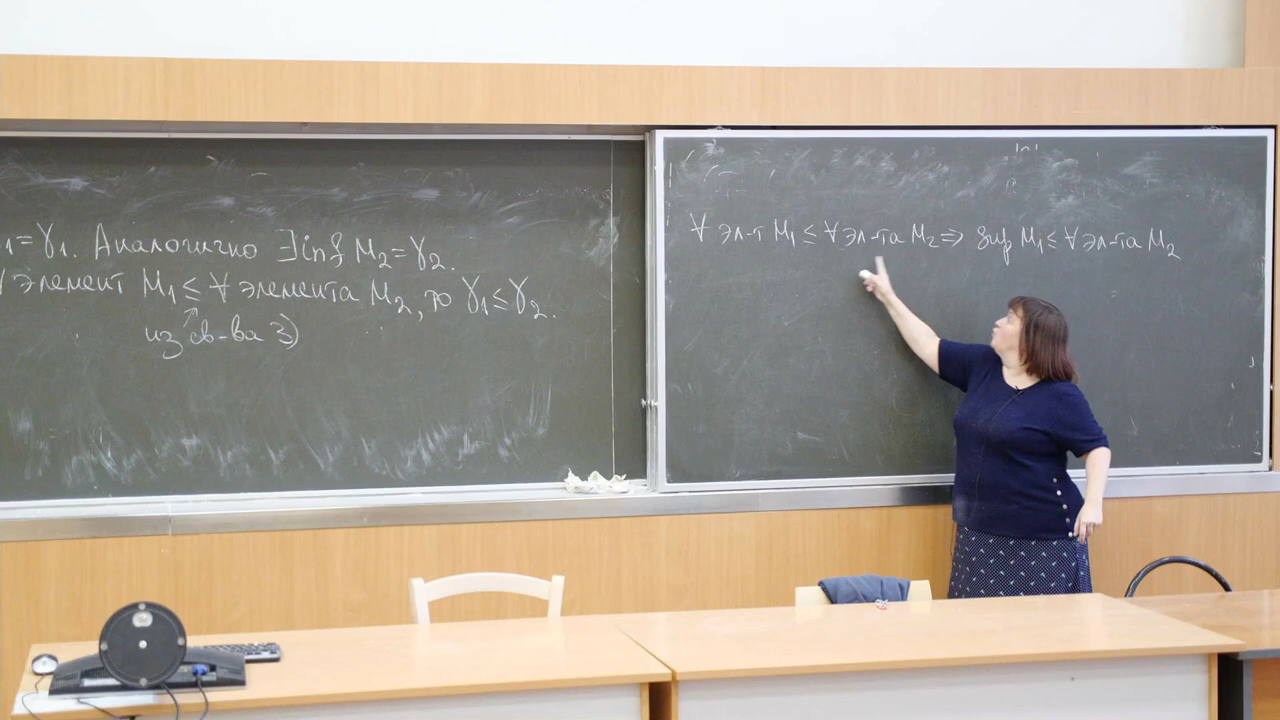 1=γ1. Аналогично ∃ inf M2=γ2.
∀ элемент M1 ≤ ∀ элемента M2, то γ1 ≤ γ2.
из св-ва 3)
∀ эл-т M1 ≤ ∀ эл-та M2 ⇒ sup M1 ≤ ∀ эл-та M2